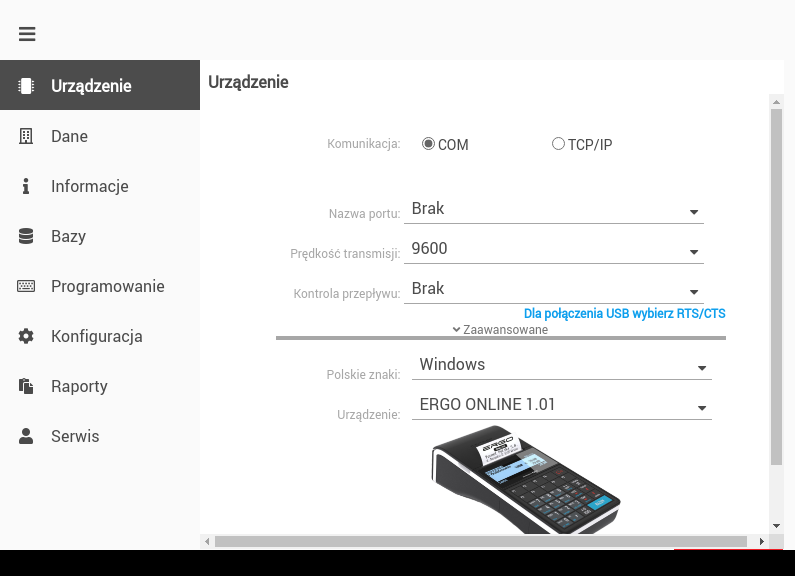 Urządzenie
Urządzenie
Dane
Komunikacja: COM TCP/IP
Informacje
Nazwa portu: Brak
Bazy
Prędkość transmisji: 9600
Programowanie
Kontrola przepływu: Brak
Dla połączenia USB wybierz RTS/CTS
Zaawansowane
Konfiguracja
Polskie znaki: Windows
Raporty
Urządzenie: ERGO ONLINE 1.01
Serwis
ERGO